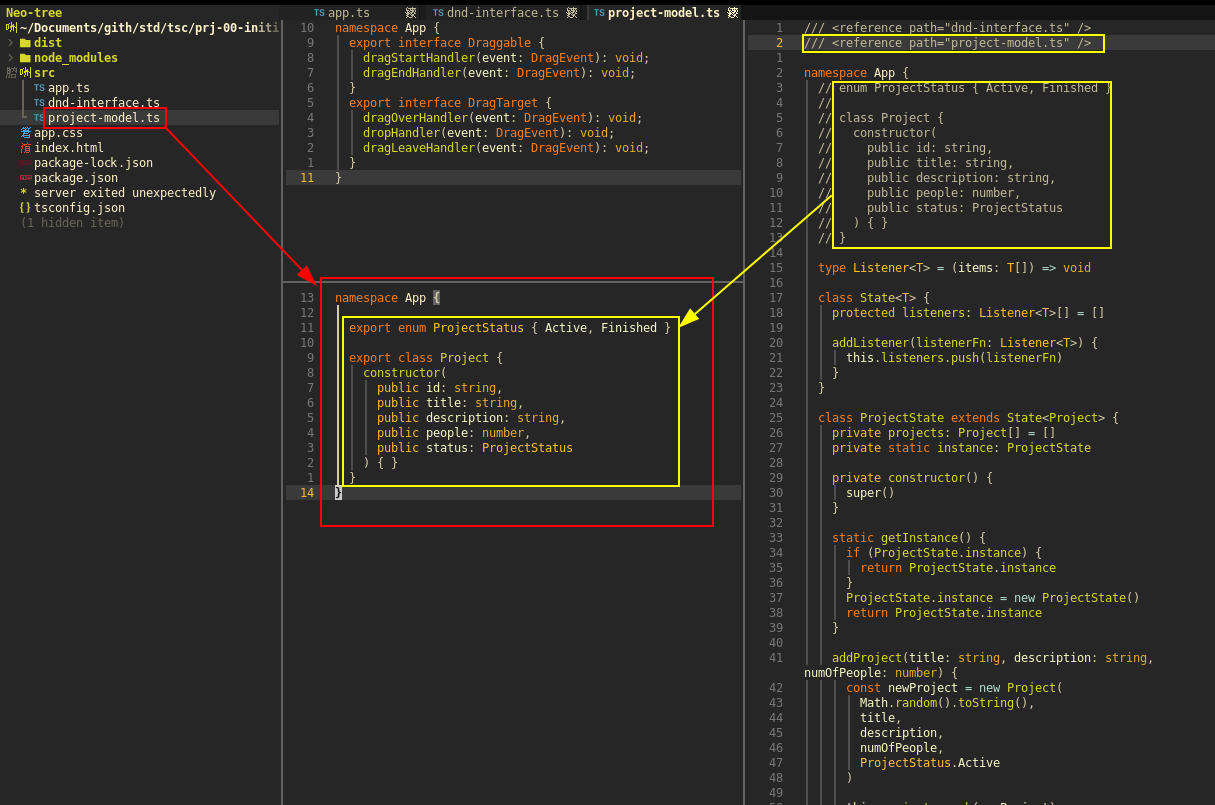 Neo-tree
~/Documents/gith/std/tsc/prj-00-initi
dist
node_modules
src
TS app.ts
TS dnd-interface.ts
TS project-model.ts
app.css
index.html
package-lock.json
package.json
* server exited unexpectedly
{} tsconfig.json
(1 hidden item)
TS app.ts TS dnd-interface.ts TS project-model.ts
10 namespace App {
9 export interface Draggable {
8 dragStartHandler(event: DragEvent): void;
7 dragEndHandler(event: DragEvent): void;
6 }
5 export interface DragTarget {
4 dragOverHandler(event: DragEvent): void;
3 dropHandler(event: DragEvent): void;
2 dragLeaveHandler(event: DragEvent): void;
1 }
11 }
13 namespace App {
12
11 export enum ProjectStatus { Active, Finished }
10
9 export class Project {
8 constructor(
7 public id: string,
6 public title: string,
5 public description: string,
4 public people: number,
3 public status: ProjectStatus
2 ) { }
1 }
14 }
1 /// <reference path="dnd-interface.ts" />
2 /// <reference path="project-model.ts" />
1
2 namespace App {
3 // enum ProjectStatus { Active, Finished }
4 //
5 // class Project {
6 // constructor(
7 // public id: string,
8 // public title: string,
9 // public description: string,
10 // public people: number,
11 // public status: ProjectStatus
12 // ) { }
13 // }
14
15 type Listener<T> = (items: T[]) => void
16
17 class State<T> {
18 protected listeners: Listener<T>[] = []
19
20 addListener(listenerFn: Listener<T>) {
21 this.listeners.push(listenerFn)
22 }
23 }
24
25 class ProjectState extends State<Project> {
26 private projects: Project[] = []
27 private static instance: ProjectState
28
29 private constructor() {
30 super()
31 }
32
33 static getInstance() {
34 if (ProjectState.instance) {
35 return ProjectState.instance
36 }
37 ProjectState.instance = new ProjectState()
38 return ProjectState.instance
39 }
40
41 addProject(title: string, description: string,
numOfPeople: number) {
42 const newProject = new Project(
43 Math.random().toString(),
44 title,
45 description,
46 numOfPeople,
47 ProjectStatus.Active
48 )
49